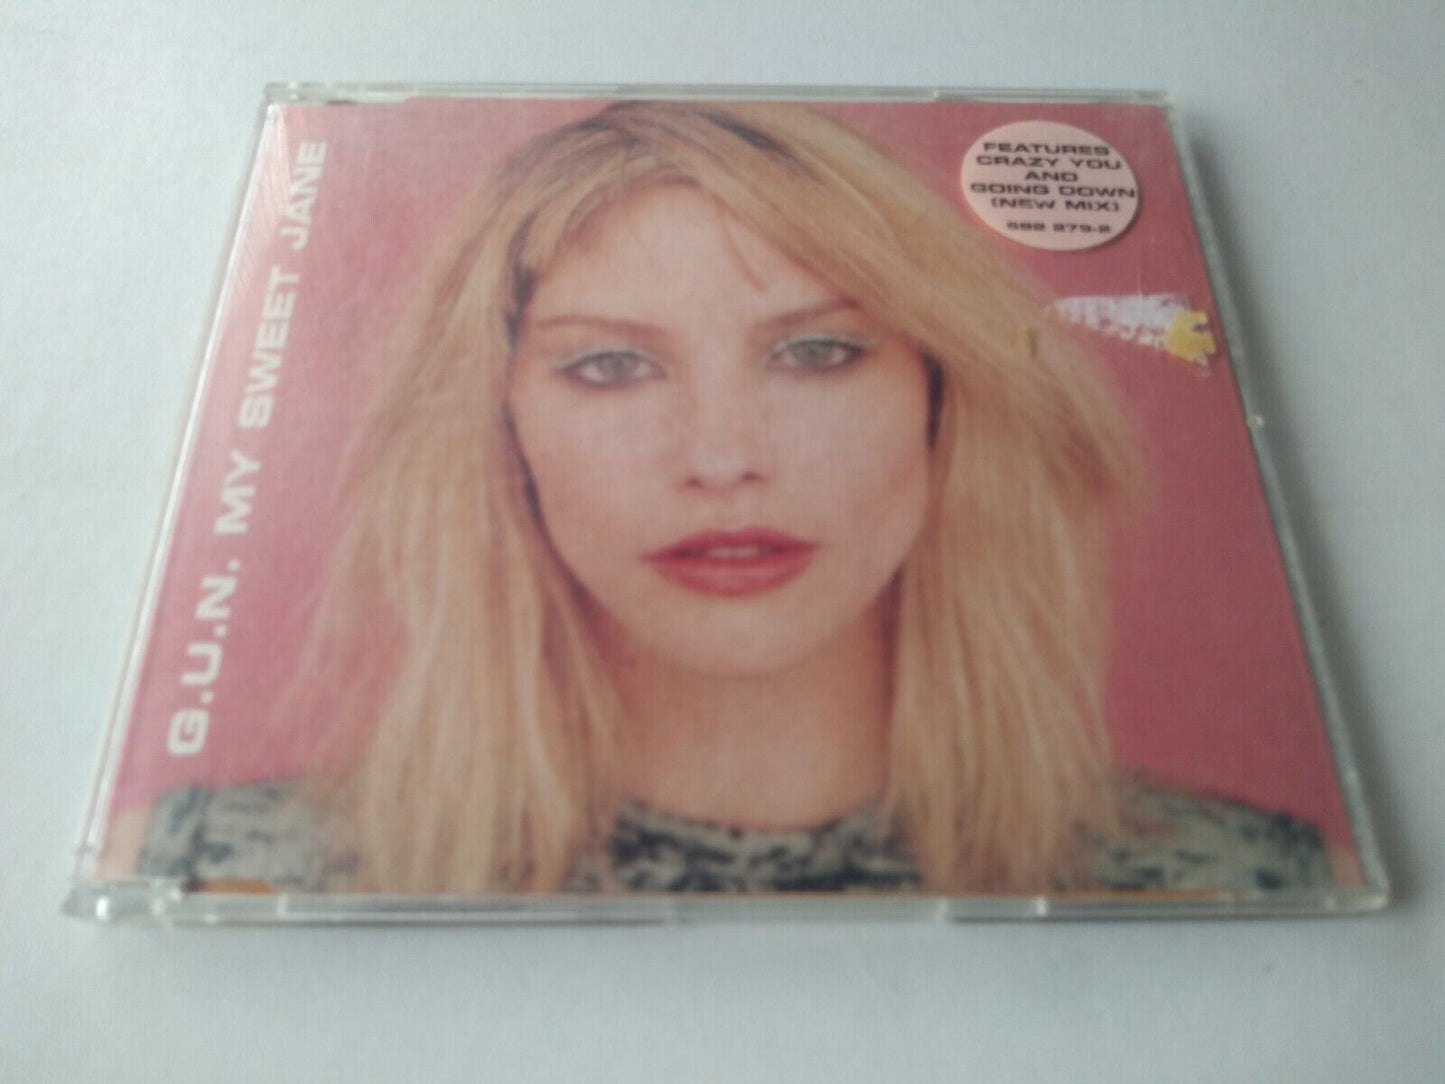 G.U.N. MY SWEET JANE
FEATURES
CRAZY YOU
AND
GOING DOWN
(NEW MIX)
582 279-2